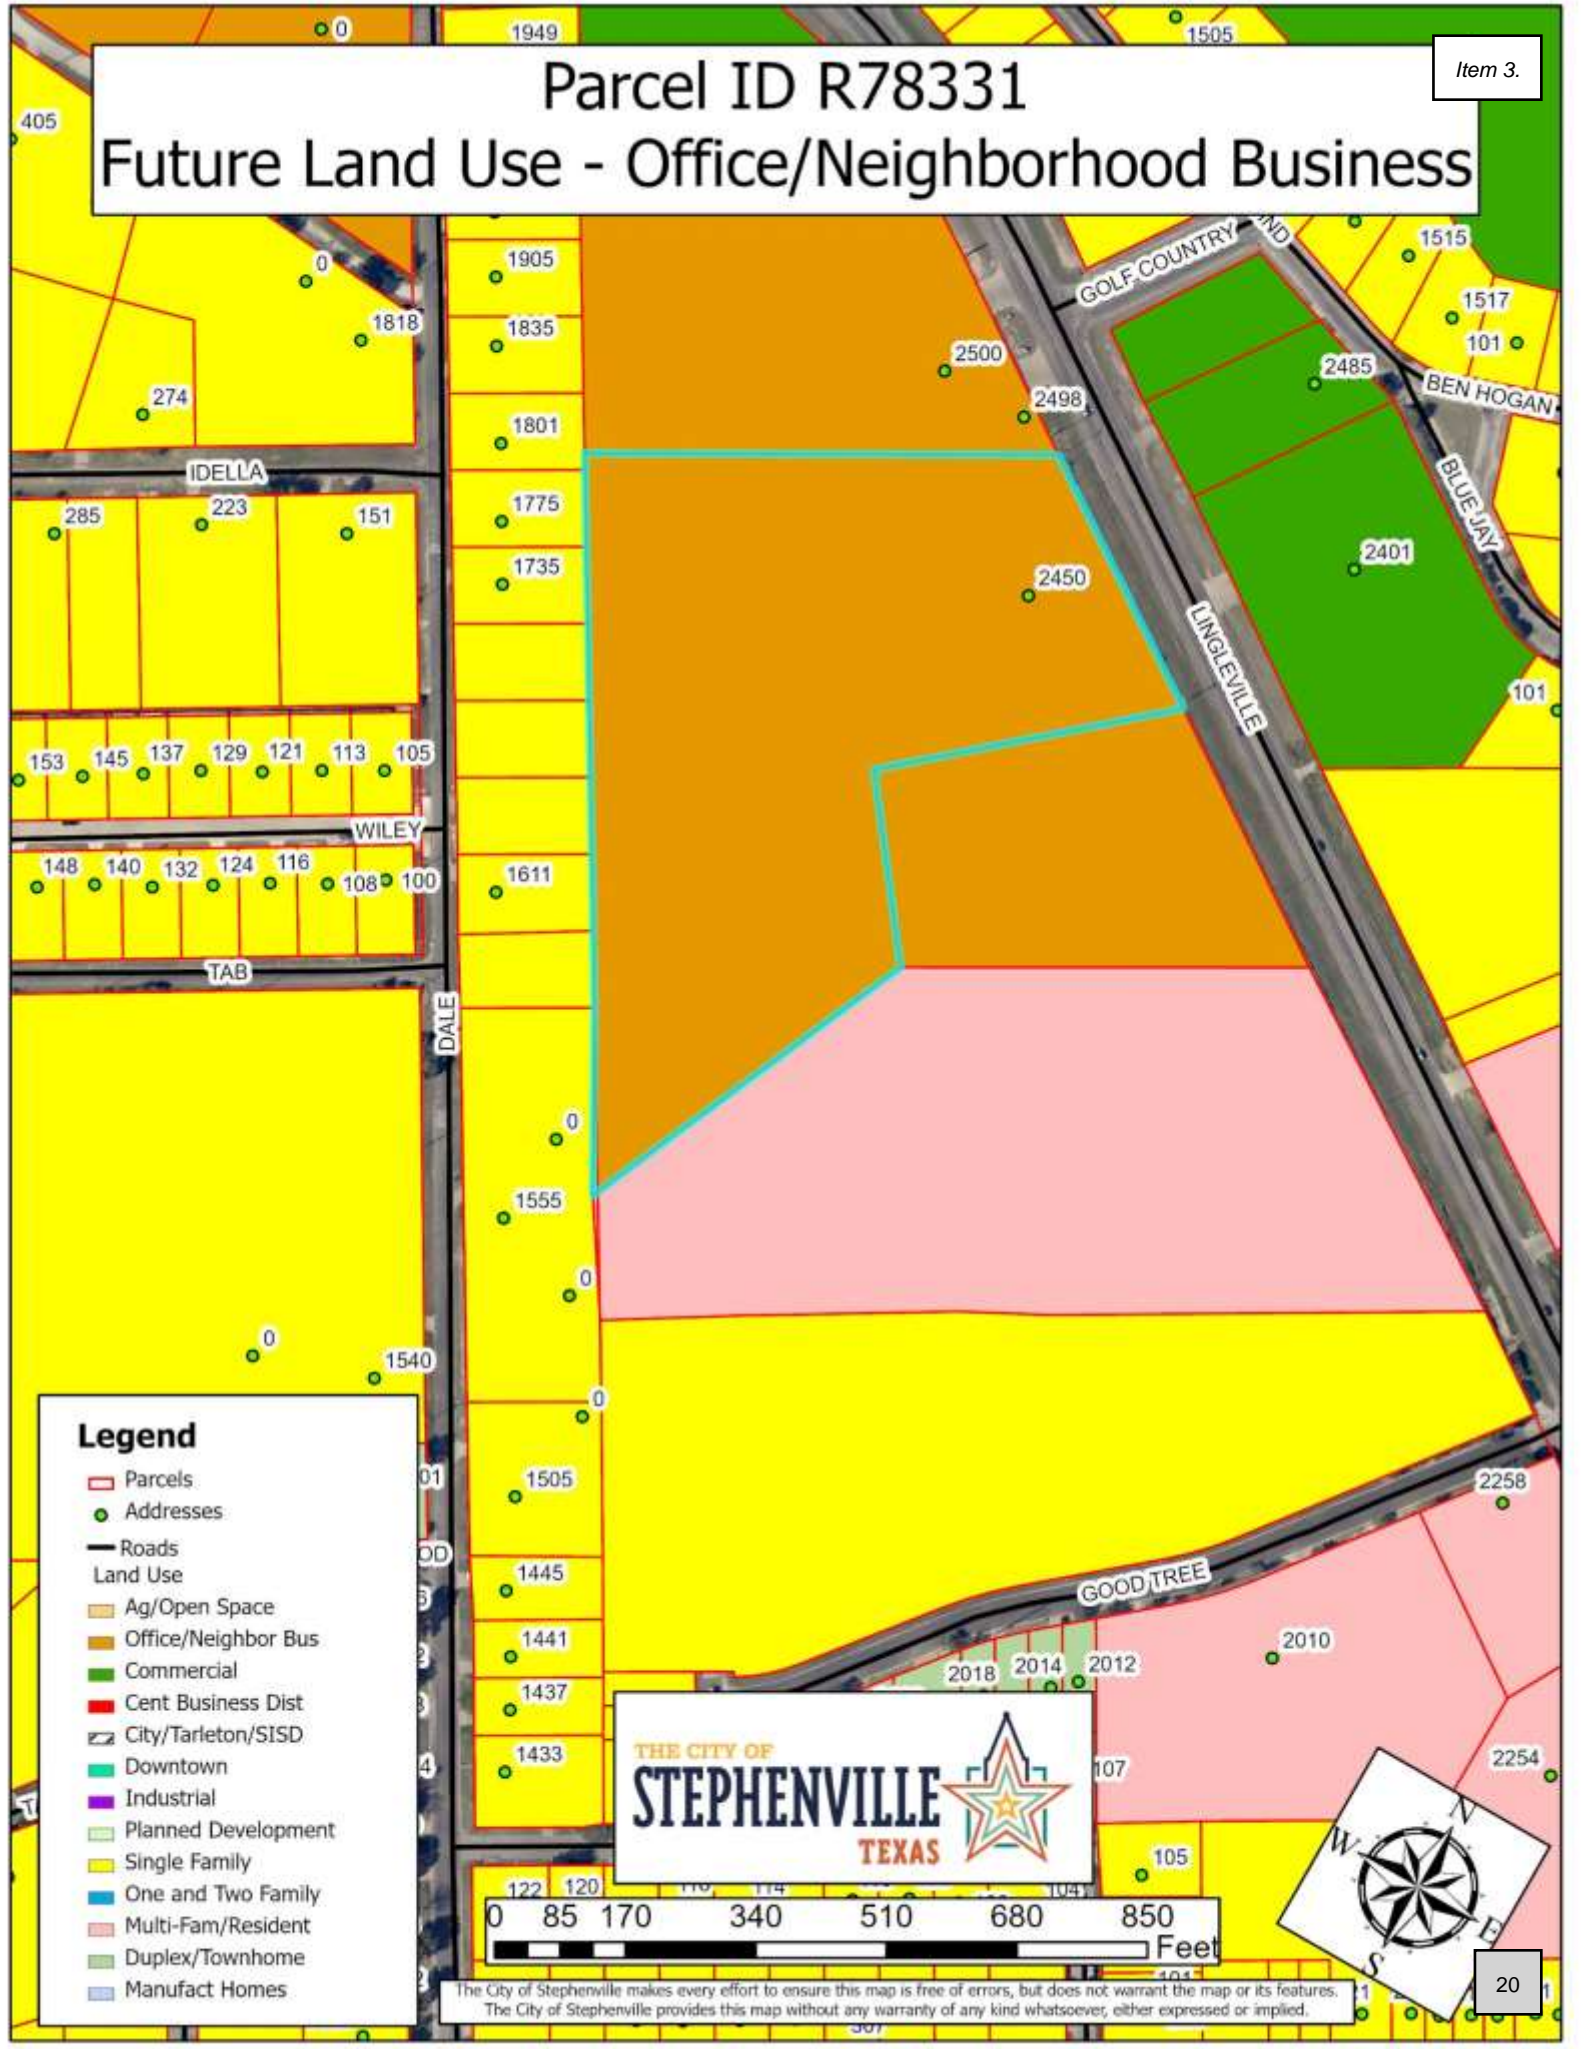 0
1949
1505
Item 3.
Parcel ID R78331
Future Land Use - Office/Neighborhood Business
405
0
1905
GOLF COUNTRY
1515
1818
1835
1517
101
274
2500
2485
2498
BEN HOGAN
1801
IDELLA
BLUE JAY
285
223
151
1775
1735
2450
2401
LINGLEVILLE
101
153
145
137
129
121
113
105
WILEY
148
140
132
124
116
108
100
1611
TAB
DALE
0
1555
0
0
1540
0
1505
2258
1445
GOOD TREE
1441
2018
2014
2012
2010
1437
1433
107
2254
Legend
Parcels
Addresses
Roads
Land Use
Ag/Open Space
Office/Neighbor Bus
Commercial
Cent Business Dist
City/Tarleton/SISD
Downtown
Industrial
Planned Development
Single Family
One and Two Family
Multi-Fam/Resident
Duplex/Townhome
Manufact Homes
THE CITY OF
STEPHENVILLE
TEXAS
N
W
E
S
105
122
120
104
0 85 170 340 510 680 850
Feet
The City of Stephenville makes every effort to ensure this map is free of errors, but does not warrant the map or its features.
The City of Stephenville provides this map without any warranty of any kind whatsoever, either expressed or implied.
20